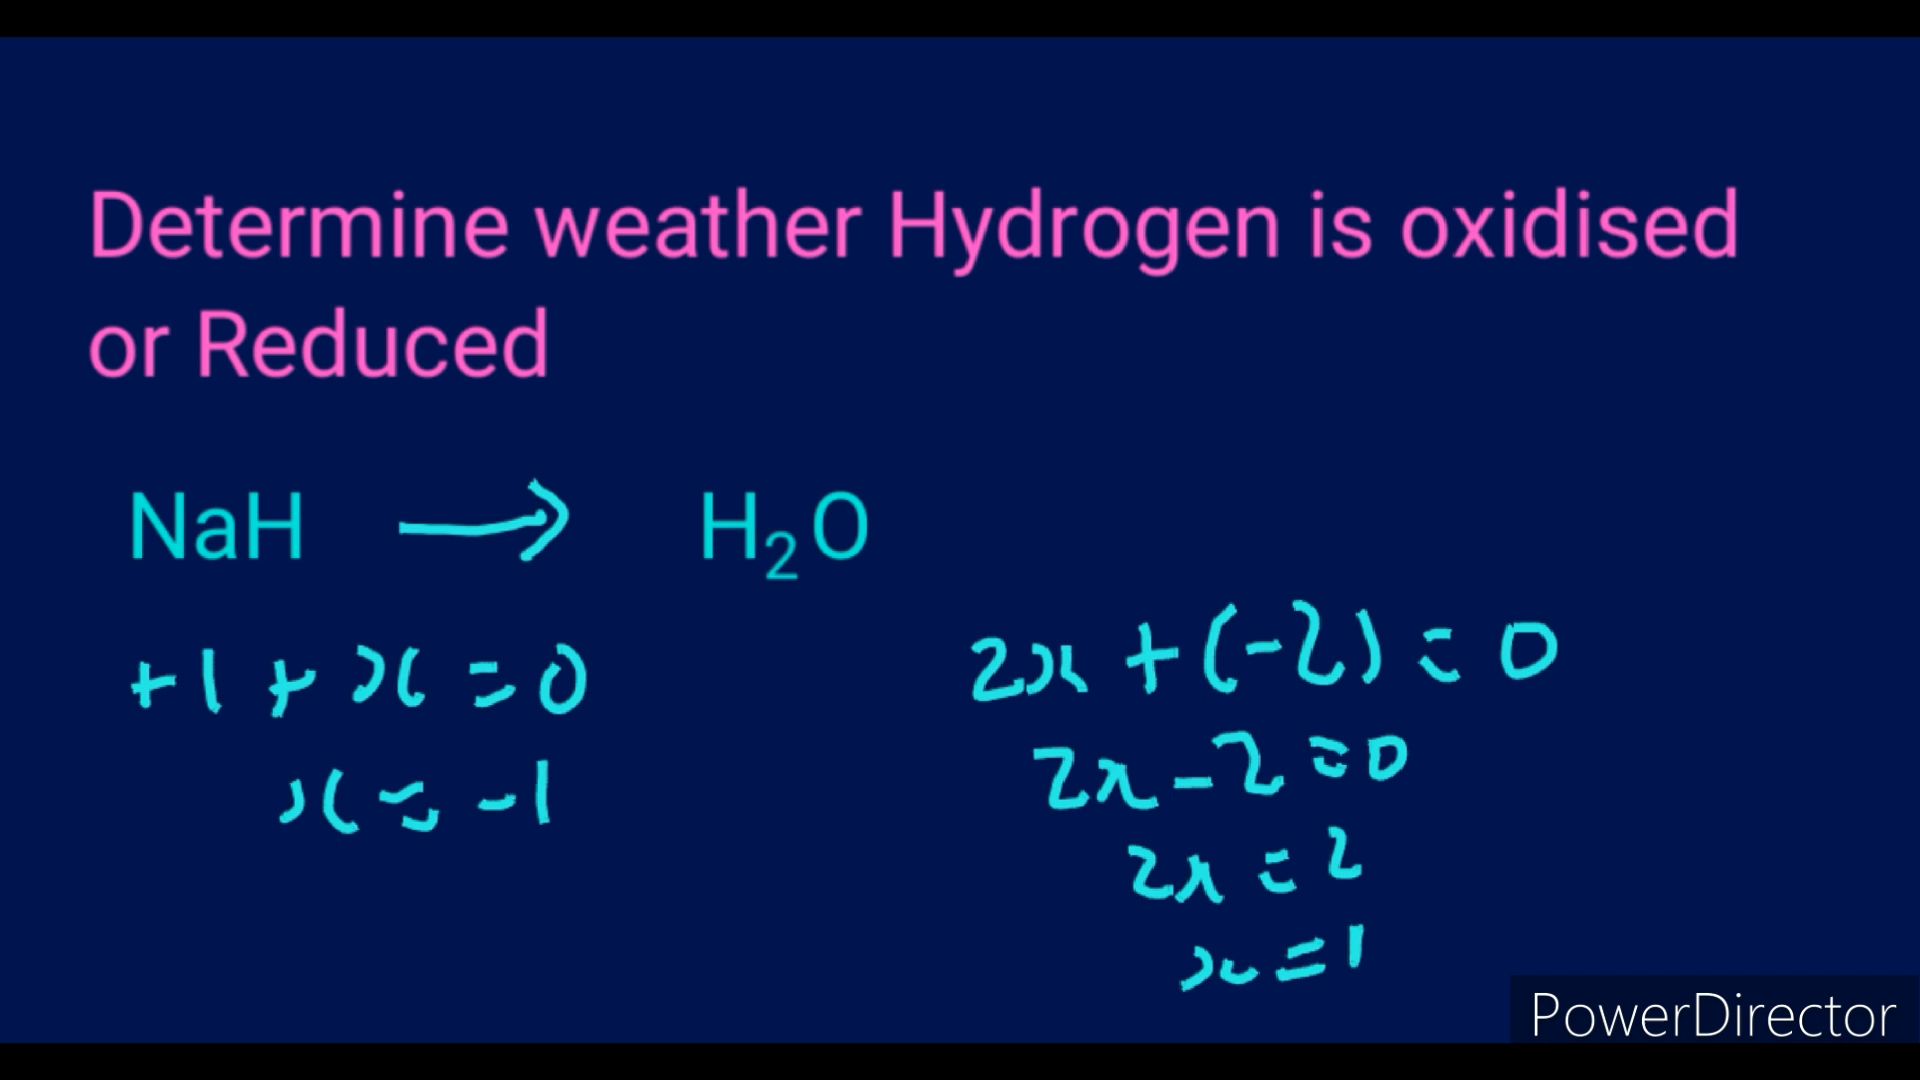 Determine weather Hydrogen is oxidised
or Reduced
NaH → H₂O
+1 + x = 0
x = -1
2x + (-2) = 0
2x - 2 = 0
2x = 2
x = 1
PowerDirector